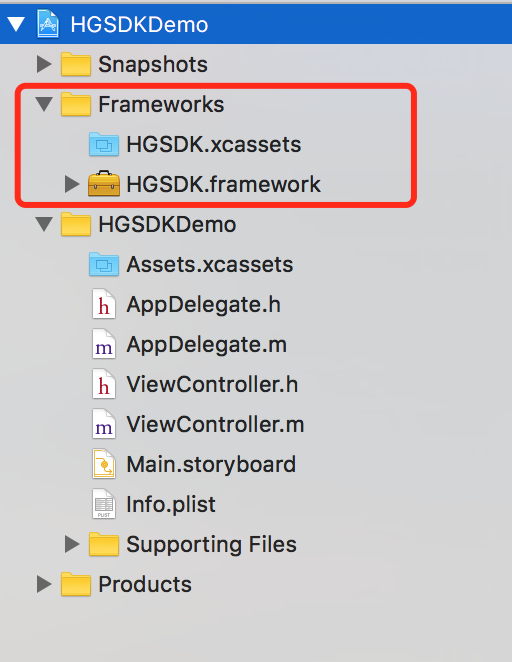 HGSDKDemo
Snapshots
Frameworks
HGSDK.xcassets
HGSDK.framework
HGSDKDemo
Assets.xcassets
h AppDelegate.h
m AppDelegate.m
h ViewController.h
m ViewController.m
Main.storyboard
PLIST Info.plist
Supporting Files
Products